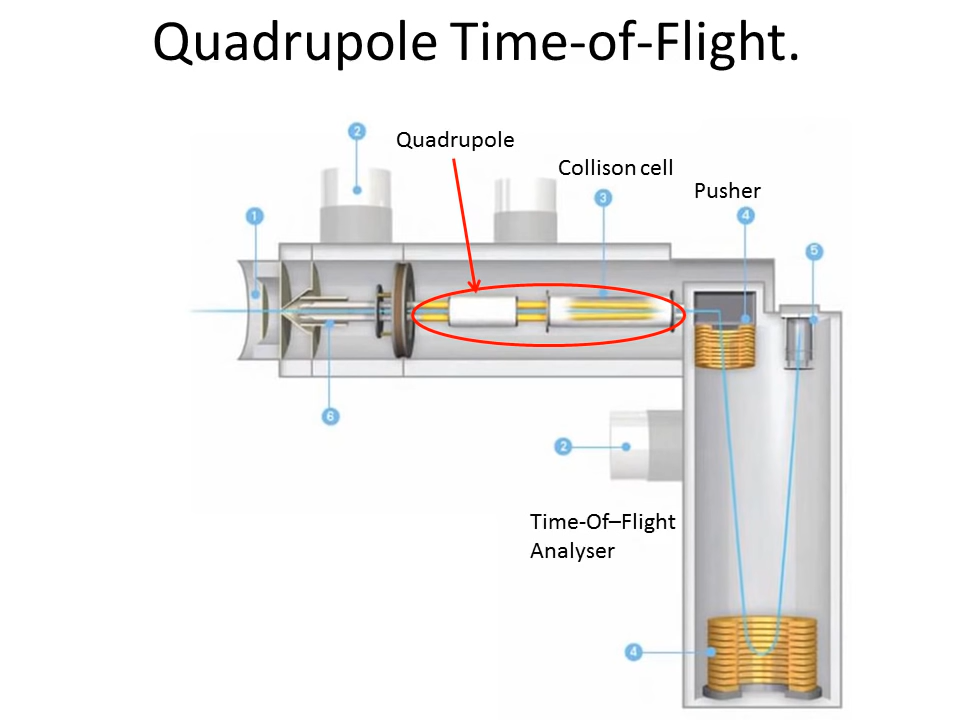 Quadrupole Time-of-Flight.
2
Quadrupole
Collison cell
Pusher
1
3
4
5
6
2
Time-Of–Flight
Analyser
4